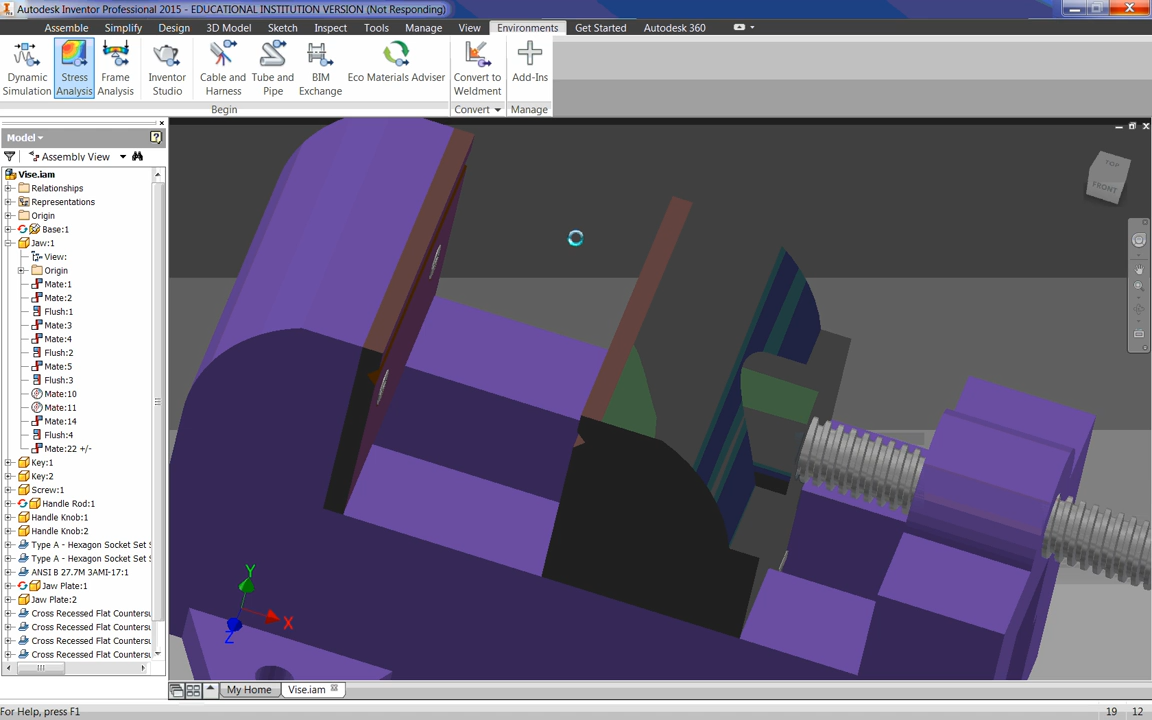 Autodesk Inventor Professional 2015 - EDUCATIONAL INSTITUTION VERSION (Not Responding)
Assemble Simplify Design 3D Model Sketch Inspect Tools Manage View Environments Get Started Autodesk 360
Dynamic Simulation
Stress Analysis
Frame Analysis
Inventor Studio
Cable and Harness
Tube and Pipe
BIM Exchange
Eco Materials Adviser
Convert to Weldment
Add-Ins
Begin
Convert
Manage
Model
Assembly View
Vise.iam
Relationships
Representations
Origin
Base:1
Jaw:1
View:
Origin
Mate:1
Mate:2
Flush:1
Mate:3
Mate:4
Flush:2
Mate:5
Flush:3
Mate:10
Mate:11
Mate:14
Flush:4
Mate:22 +/-
Key:1
Key:2
Screw:1
Handle Rod:1
Handle Knob:1
Handle Knob:2
Type A - Hexagon Socket Set S
Type A - Hexagon Socket Set S
ANSI B 27.7M 3AMI-17:1
Jaw Plate:1
Jaw Plate:2
Cross Recessed Flat Countersu
Cross Recessed Flat Countersu
Cross Recessed Flat Countersu
Cross Recessed Flat Countersu
TOP
FRONT
Y
X
Z
My Home
Vise.iam
For Help, press F1
19 12